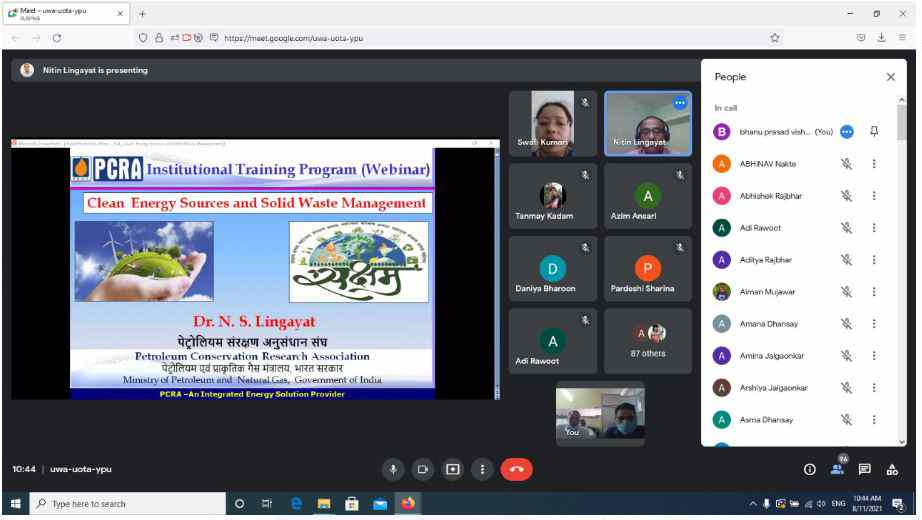 Meet – uwa-uota-ypu
https://meet.google.com/uwa-uota-ypu
Nitin Lingayat is presenting
PCRA Institutional Training Program (Webinar)
Clean Energy Sources and Solid Waste Management
सक्षम
Dr. N. S. Lingayat
पेट्रोलियम संरक्षण अनुसंधान संघ
Petroleum Conservation Research Association
पेट्रोलियम एवं प्राकृतिक गैस मंत्रालय, भारत सरकार
Ministry of Petroleum and Natural Gas, Government of India
PCRA –An Integrated Energy Solution Provider
Swati Kumari
Nitin Lingayat
Tanmay Kadam
A
Azim Ansari
D
Daniya Bharoon
P
Pardeshi Sharina
A
Adi Rawoot
A
87 others
You
People
In call
B bhanu prasad vish... (You)
A ABHINAV Nakte
A Abhishek Rajbhar
A Adi Rawoot
A Aditya Rajbhar
Aiman Mujawar
A Amana Dhansay
A Amina Jaigaonkar
A Arshiya Jaigaonkar
A Asma Dhansay
10:44 | uwa-uota-ypu
96
Type here to search
ENG
10:44 AM
8/11/2021
2